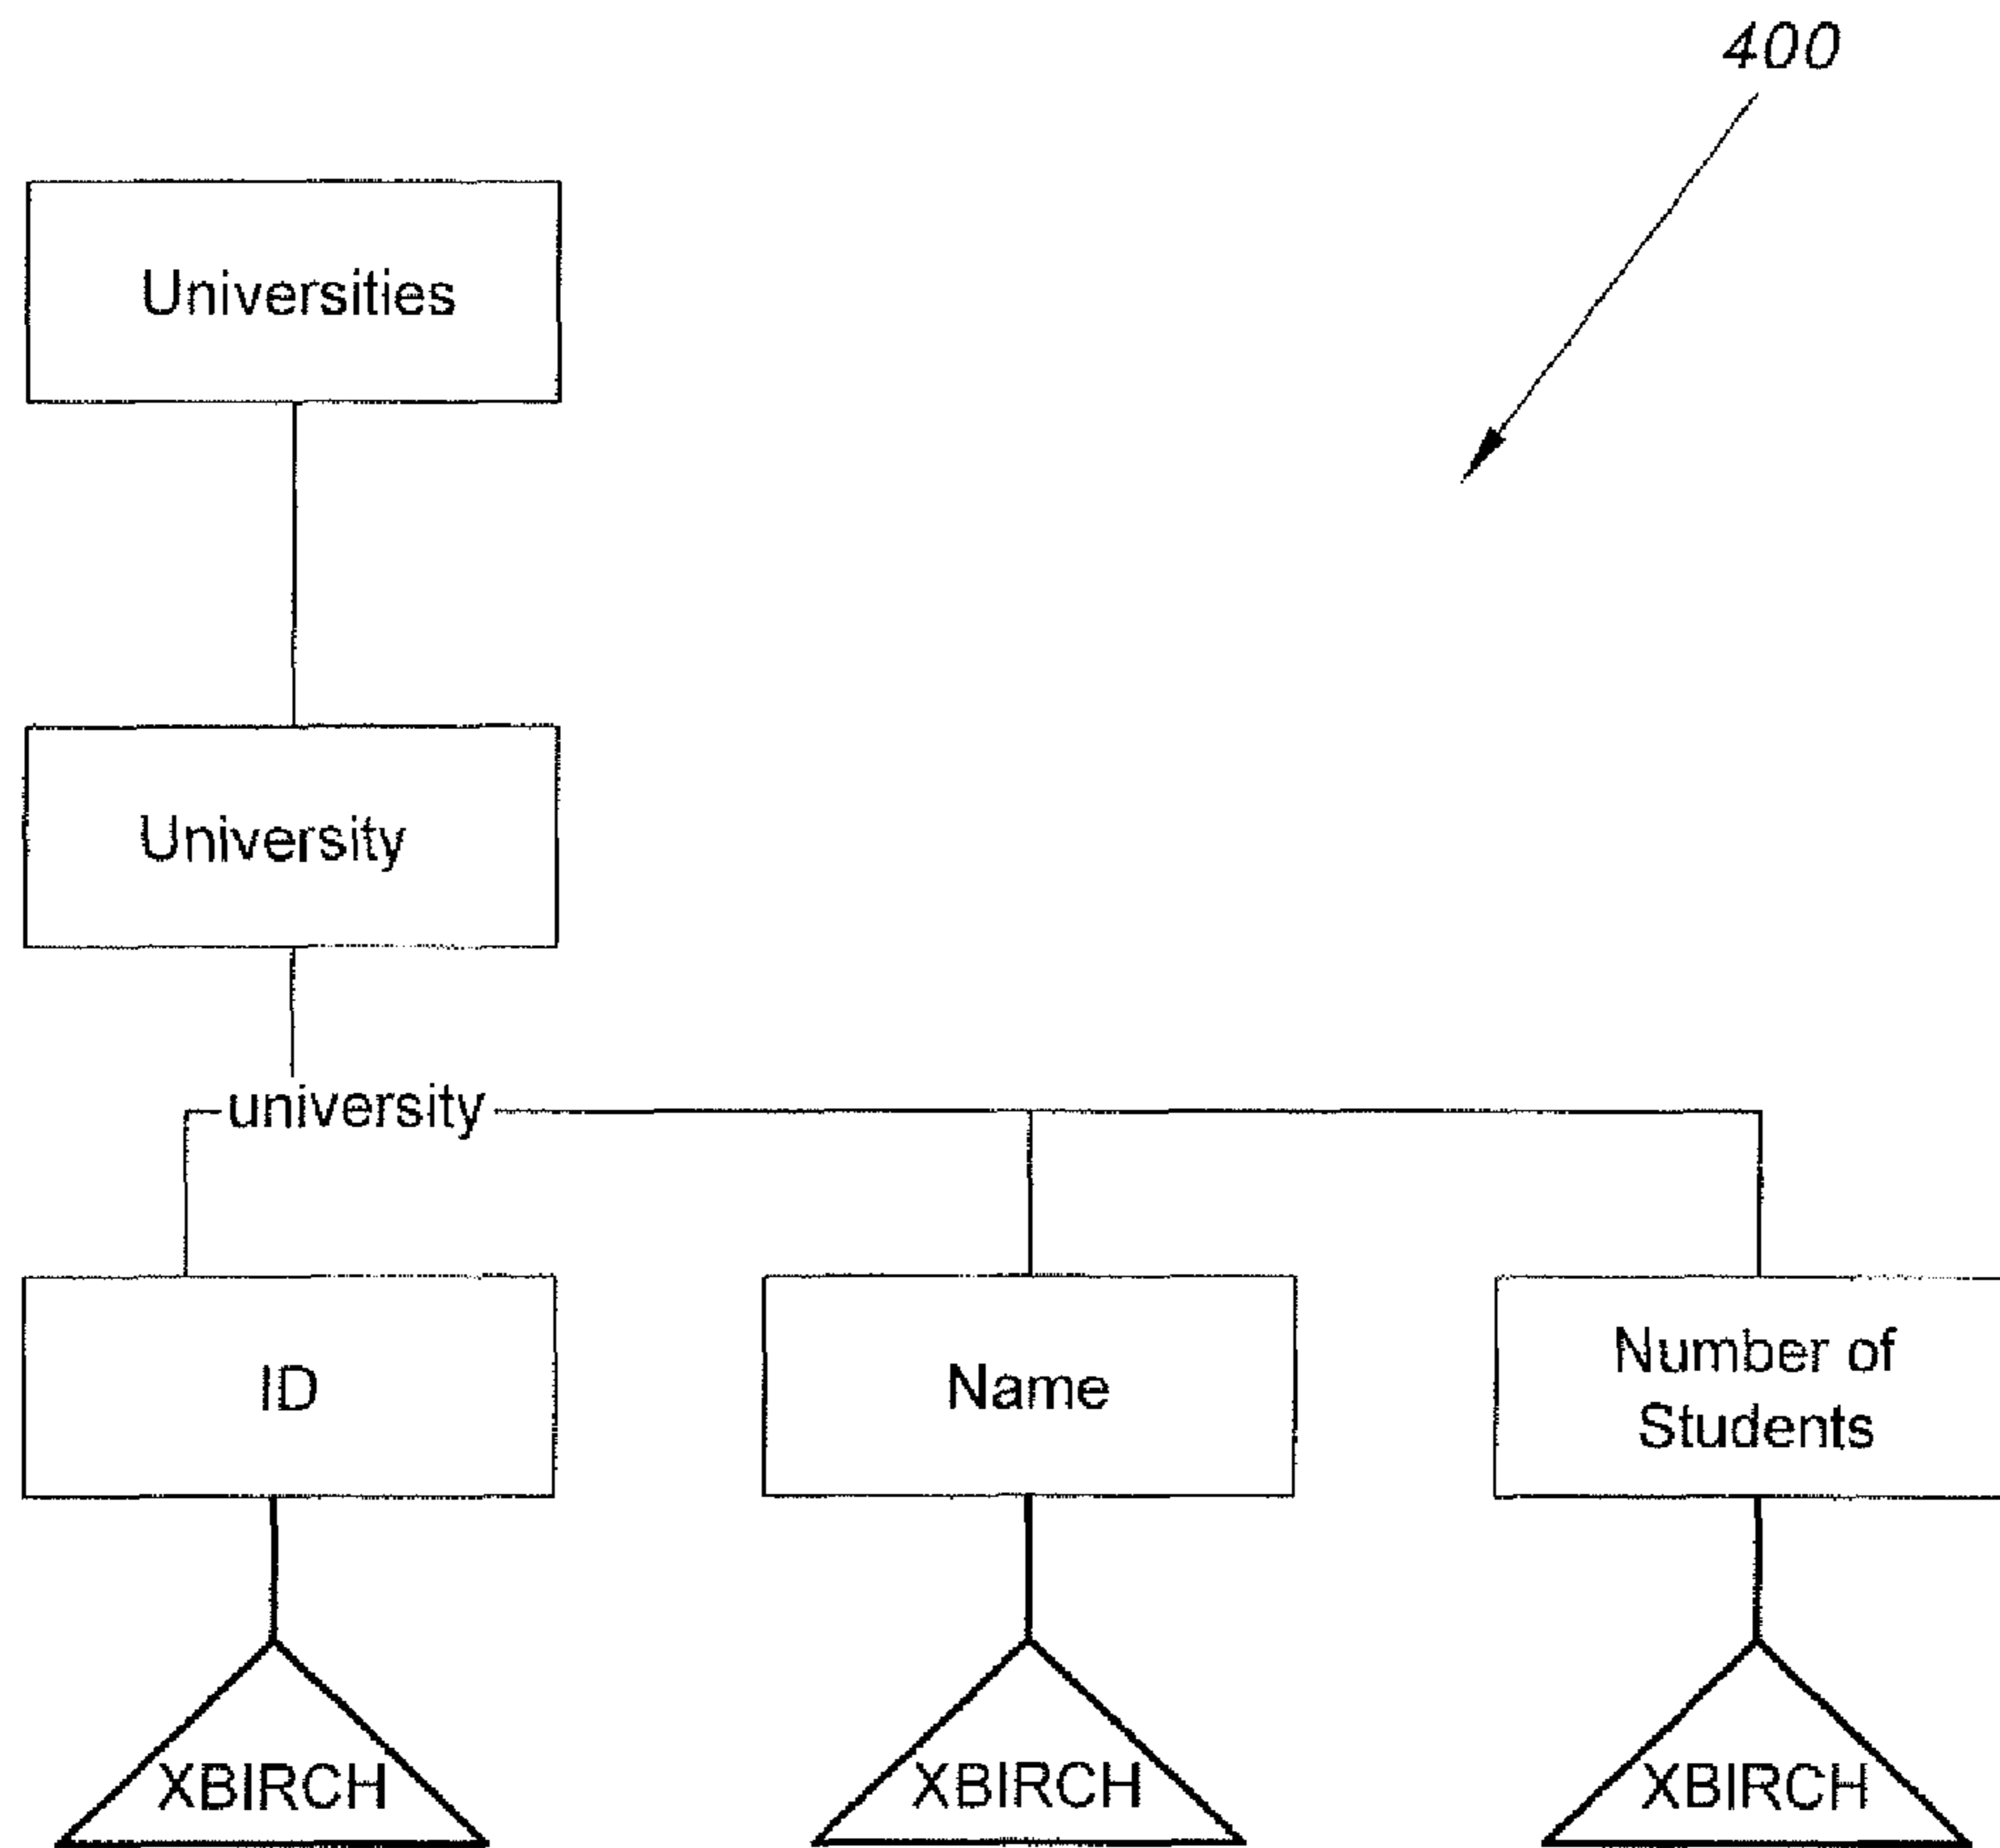 400
Universities
University
university
ID
Name
Number of
Students
XBIRCH
XBIRCH
XBIRCH